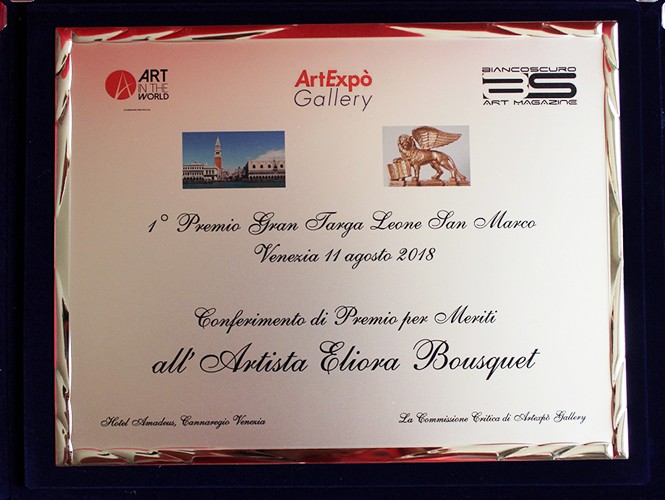 ART
IN THE
WORLD
ArtExpò
Gallery
BIANCOSCURO
BS
ART MAGAZINE
1° Premio Gran Targa Leone San Marco
Venezia 11 agosto 2018
Conferimento di Premio per Meriti
all' Artista Eliora Bousquet
Hotel Amadeus, Cannaregio Venezia
La Commissione Critica di Artexpò Gallery